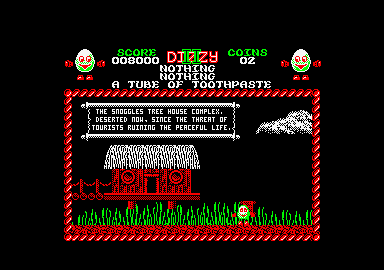 SCORE DIZZY COINS
008000 02
NOTHING
NOTHING
A TUBE OF TOOTHPASTE
THE SNOGGLES TREE HOUSE COMPLEX.
DESERTED NOW, SINCE THE THREAT OF
TOURISTS RUINING THE PEACEFUL LIFE.